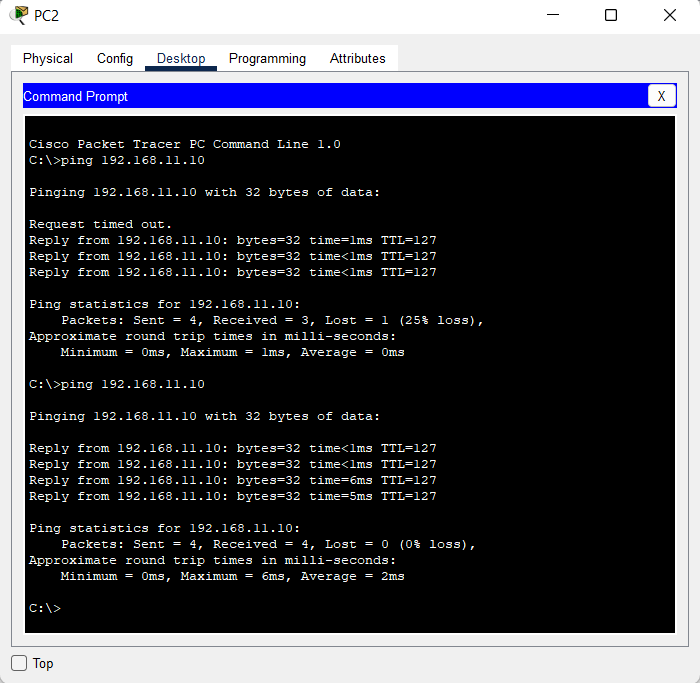 PC2
Physical Config Desktop Programming Attributes
Command Prompt X
Cisco Packet Tracer PC Command Line 1.0
C:\>ping 192.168.11.10
Pinging 192.168.11.10 with 32 bytes of data:
Request timed out.
Reply from 192.168.11.10: bytes=32 time=1ms TTL=127
Reply from 192.168.11.10: bytes=32 time<1ms TTL=127
Reply from 192.168.11.10: bytes=32 time<1ms TTL=127
Ping statistics for 192.168.11.10:
    Packets: Sent = 4, Received = 3, Lost = 1 (25% loss),
Approximate round trip times in milli-seconds:
    Minimum = 0ms, Maximum = 1ms, Average = 0ms
C:\>ping 192.168.11.10
Pinging 192.168.11.10 with 32 bytes of data:
Reply from 192.168.11.10: bytes=32 time<1ms TTL=127
Reply from 192.168.11.10: bytes=32 time<1ms TTL=127
Reply from 192.168.11.10: bytes=32 time=6ms TTL=127
Reply from 192.168.11.10: bytes=32 time=5ms TTL=127
Ping statistics for 192.168.11.10:
    Packets: Sent = 4, Received = 4, Lost = 0 (0% loss),
Approximate round trip times in milli-seconds:
    Minimum = 0ms, Maximum = 6ms, Average = 2ms
C:\>
Top